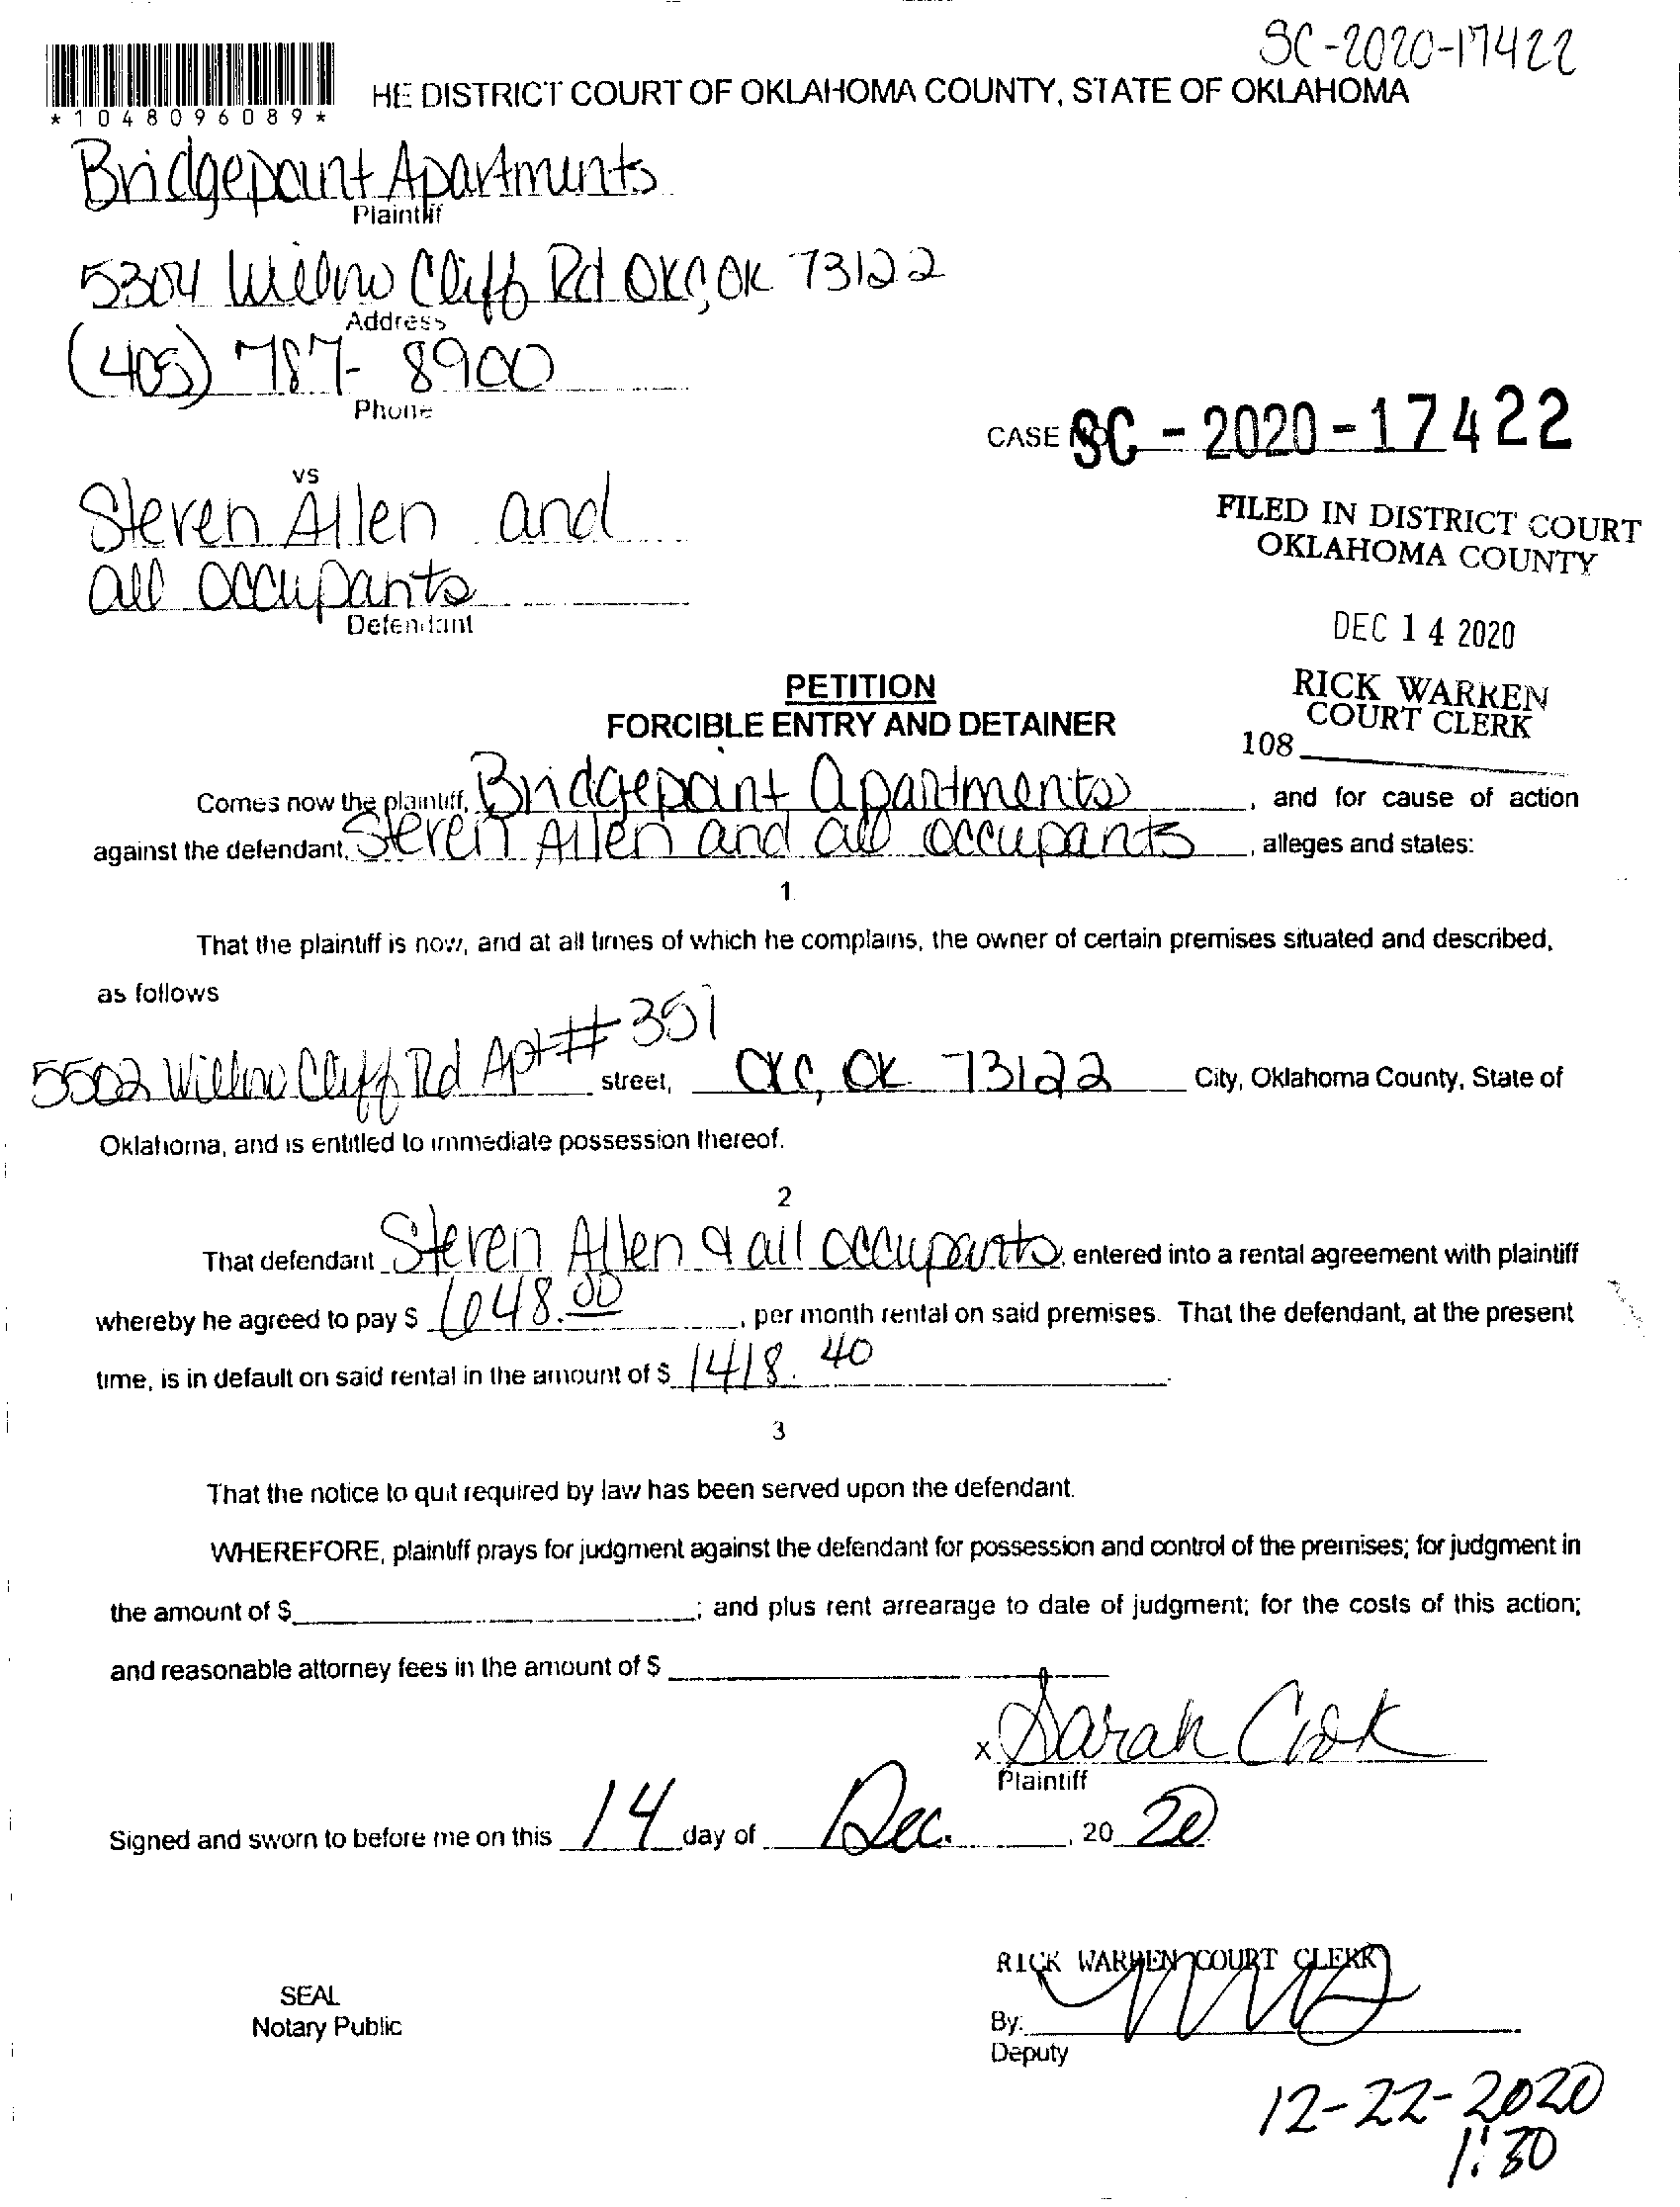 SC-2020-17422
HE DISTRICT COURT OF OKLAHOMA COUNTY, STATE OF OKLAHOMA
*1048096089*
Bridgepoint Apartments
Plaintiff
5304 Willow Cliff Rd OKC, OK 73122
Address
(405) 787-8900
Phone
CASE NO SC-2020-17422
vs
Steven Allen and
all occupants
Defendant
FILED IN DISTRICT COURT
OKLAHOMA COUNTY
DEC 14 2020
RICK WARREN
COURT CLERK
108
PETITION
FORCIBLE ENTRY AND DETAINER
Comes now the plaintiff, Bridgepoint Apartments, and for cause of action
against the defendant, Steven Allen and all occupants, alleges and states:
1.
That the plaintiff is now, and at all times of which he complains, the owner of certain premises situated and described,
as follows
5502 Willow Cliff Rd Apt # 351 street, OKC, OK 73122 City, Oklahoma County, State of
Oklahoma, and is entitled to immediate possession thereof.
2
That defendant Steven Allen & all occupants, entered into a rental agreement with plaintiff
whereby he agreed to pay $ 648.00, per month rental on said premises. That the defendant, at the present
time, is in default on said rental in the amount of $ 1418.40.
3
That the notice to quit required by law has been served upon the defendant.
WHEREFORE, plaintiff prays for judgment against the defendant for possession and control of the premises; for judgment in
the amount of $ ; and plus rent arrearage to date of judgment; for the costs of this action;
and reasonable attorney fees in the amount of $
x Sarah Cook
Plaintiff
Signed and sworn to before me on this 14 day of Dec., 20 20
RICK WARREN COURT CLERK
SEAL
Notary Public
By:
Deputy
12-22-2020
1:30